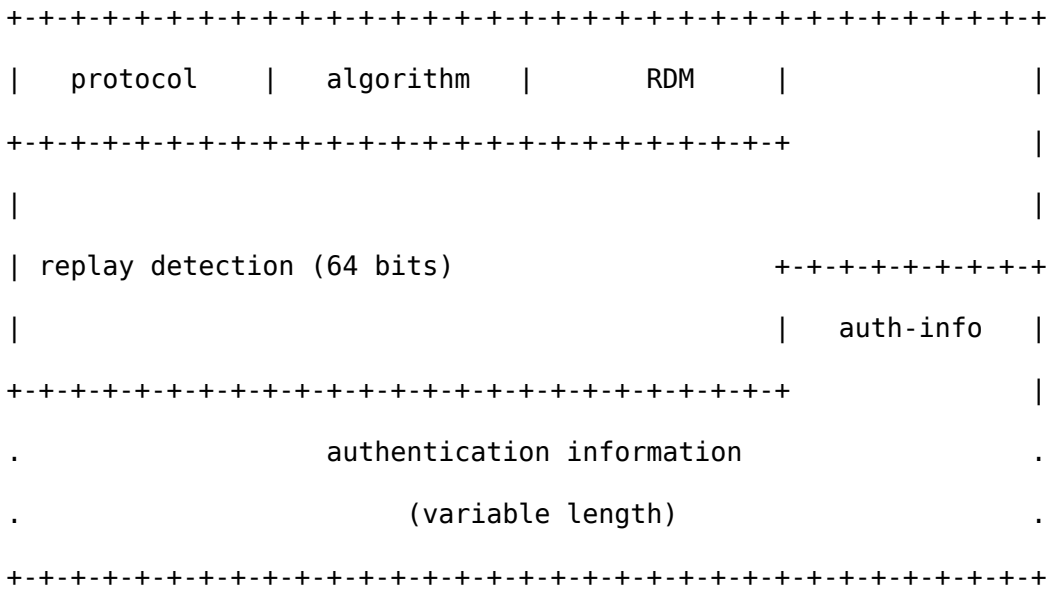 +-+-+-+-+-+-+-+-+-+-+-+-+-+-+-+-+-+-+-+-+-+-+-+-+-+-+-+-+-+-+-+-+
|   protocol    |   algorithm   |       RDM     |               |
+-+-+-+-+-+-+-+-+-+-+-+-+-+-+-+-+-+-+-+-+-+-+-+-+               |
|                                                               |
| replay detection (64 bits)                    +-+-+-+-+-+-+-+-+
|                                               |   auth-info   |
+-+-+-+-+-+-+-+-+-+-+-+-+-+-+-+-+-+-+-+-+-+-+-+-+               |
.                   authentication information                  .
.                        (variable length)                      .
+-+-+-+-+-+-+-+-+-+-+-+-+-+-+-+-+-+-+-+-+-+-+-+-+-+-+-+-+-+-+-+-+